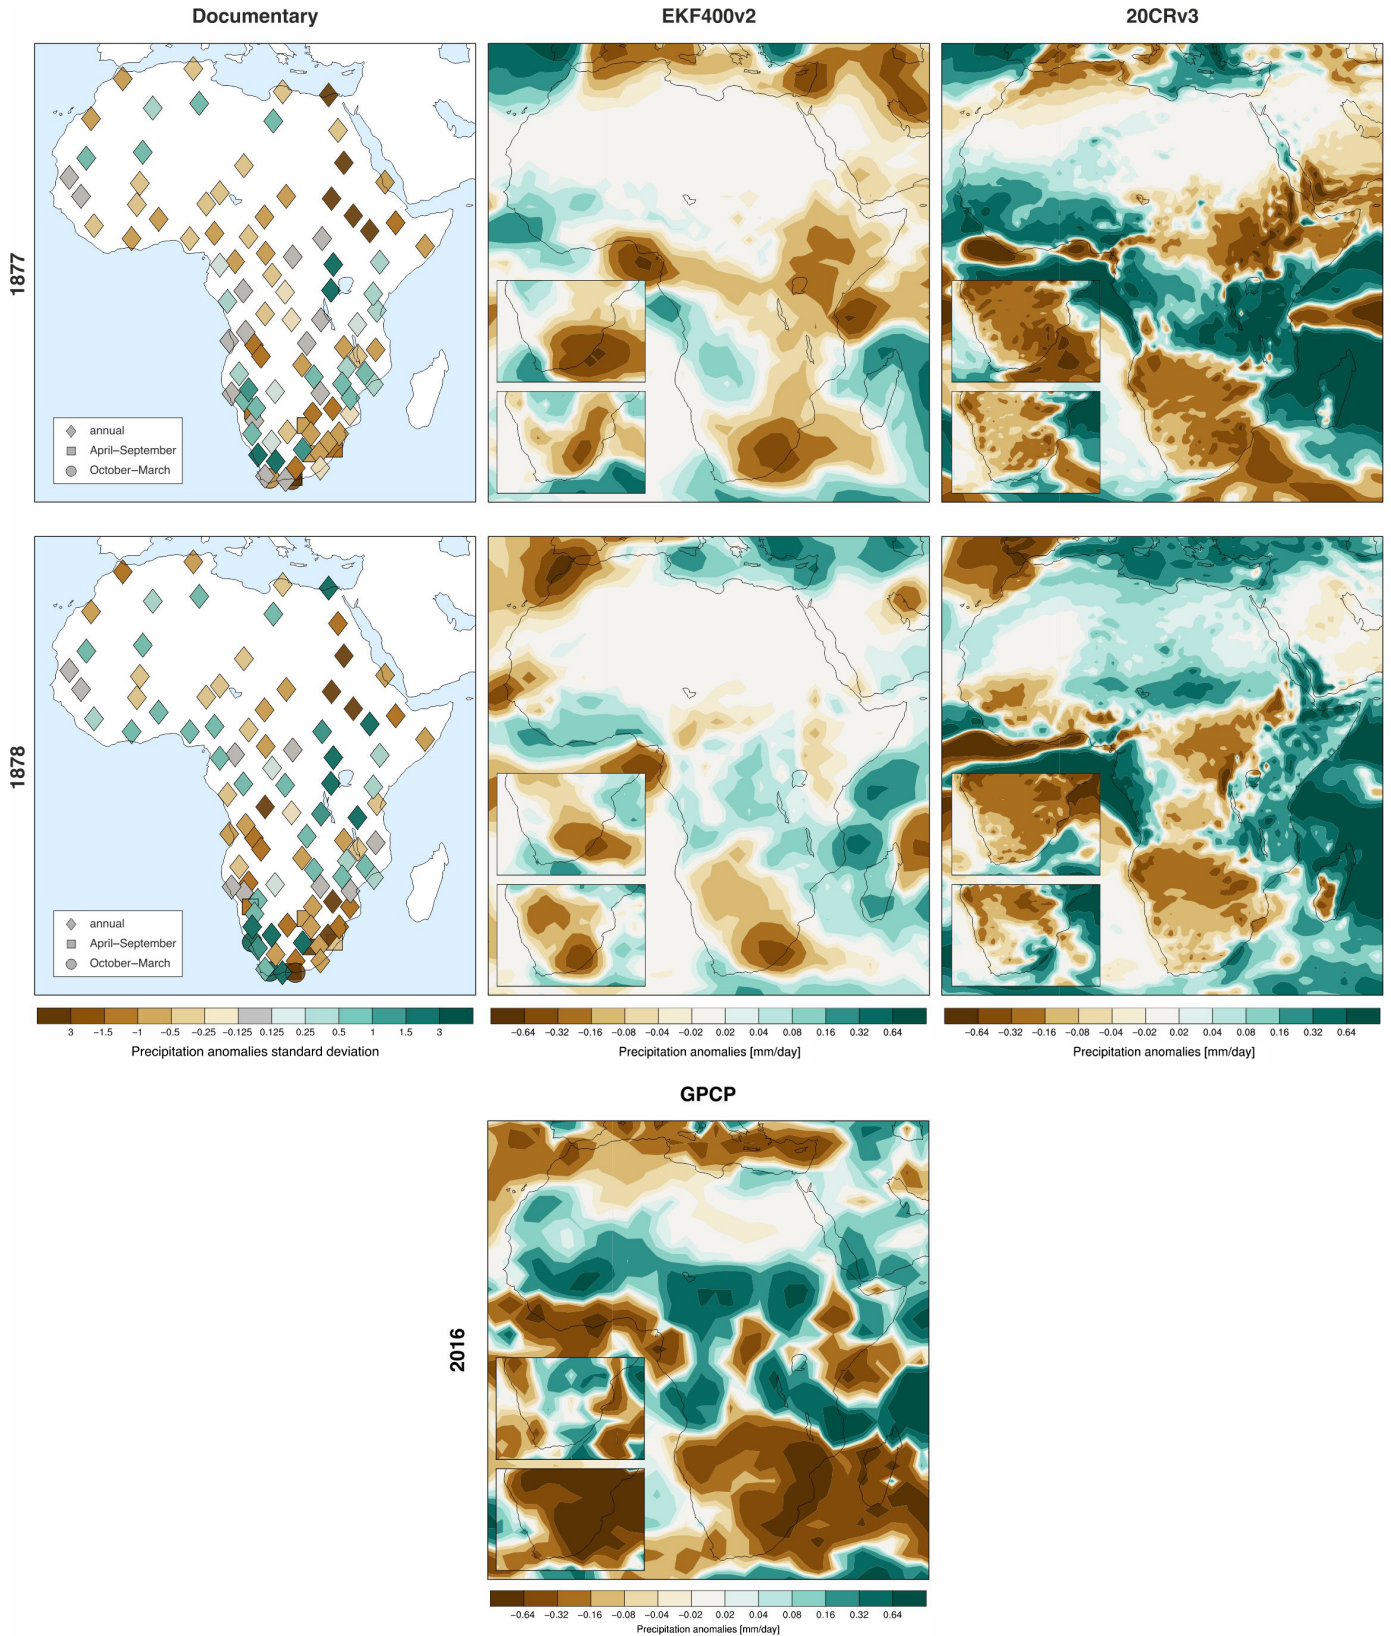 Documentary
EKF400v2
20CRv3
1877
annual
April–September
October–March
1878
annual
April–September
October–March
3 −1.5 −1 −0.5 −0.25 −0.125 0.125 0.25 0.5 1 1.5 3
Precipitation anomalies standard deviation
−0.64 −0.32 −0.16 −0.08 −0.04 −0.02 0.02 0.04 0.08 0.16 0.32 0.64
Precipitation anomalies [mm/day]
−0.64 −0.32 −0.16 −0.08 −0.04 −0.02 0.02 0.04 0.08 0.16 0.32 0.64
Precipitation anomalies [mm/day]
GPCP
2016
−0.64 −0.32 −0.16 −0.08 −0.04 −0.02 0.02 0.04 0.08 0.16 0.32 0.64
Precipitation anomalies [mm/day]